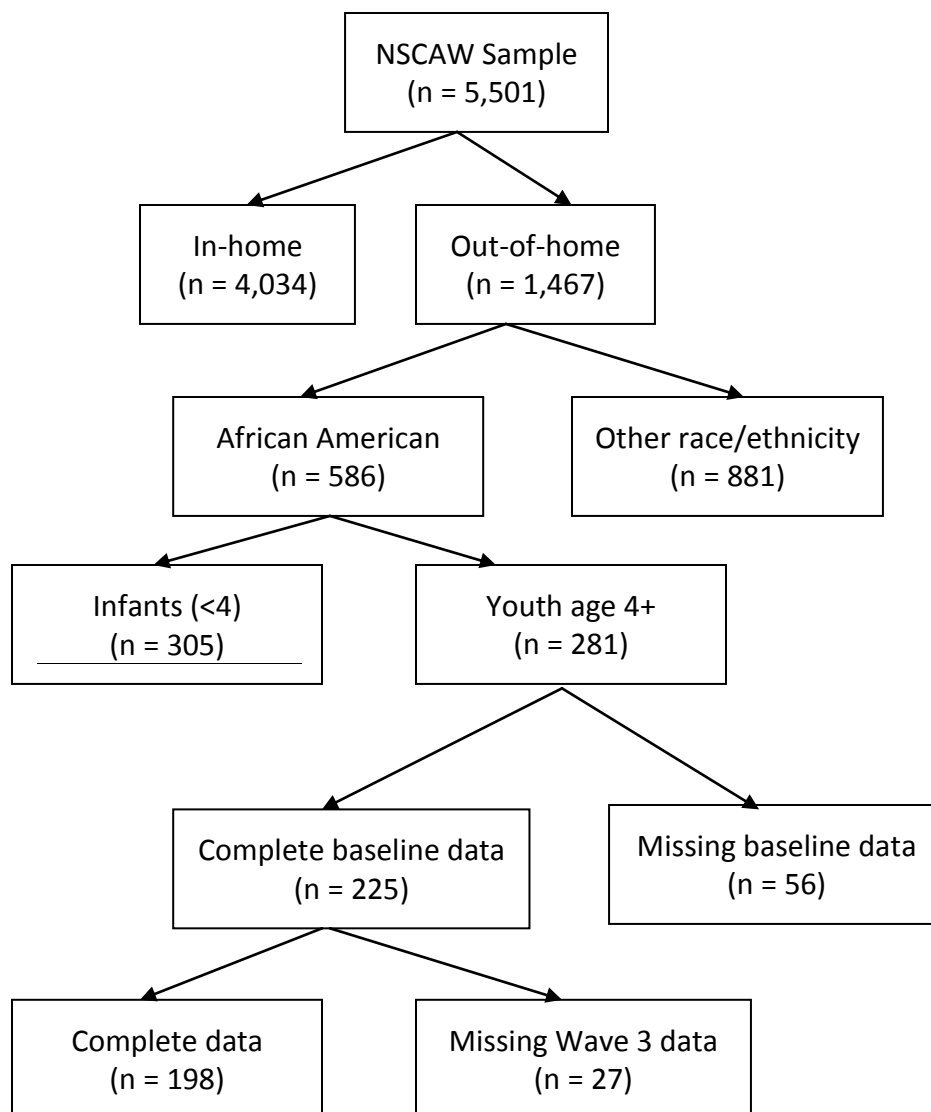 NSCAW Sample
(n = 5,501)
In-home
(n = 4,034)
Out-of-home
(n = 1,467)
African American
(n = 586)
Other race/ethnicity
(n = 881)
Infants (<4)
(n = 305)
Youth age 4+
(n = 281)
Complete baseline data
(n = 225)
Missing baseline data
(n = 56)
Complete data
(n = 198)
Missing Wave 3 data
(n = 27)